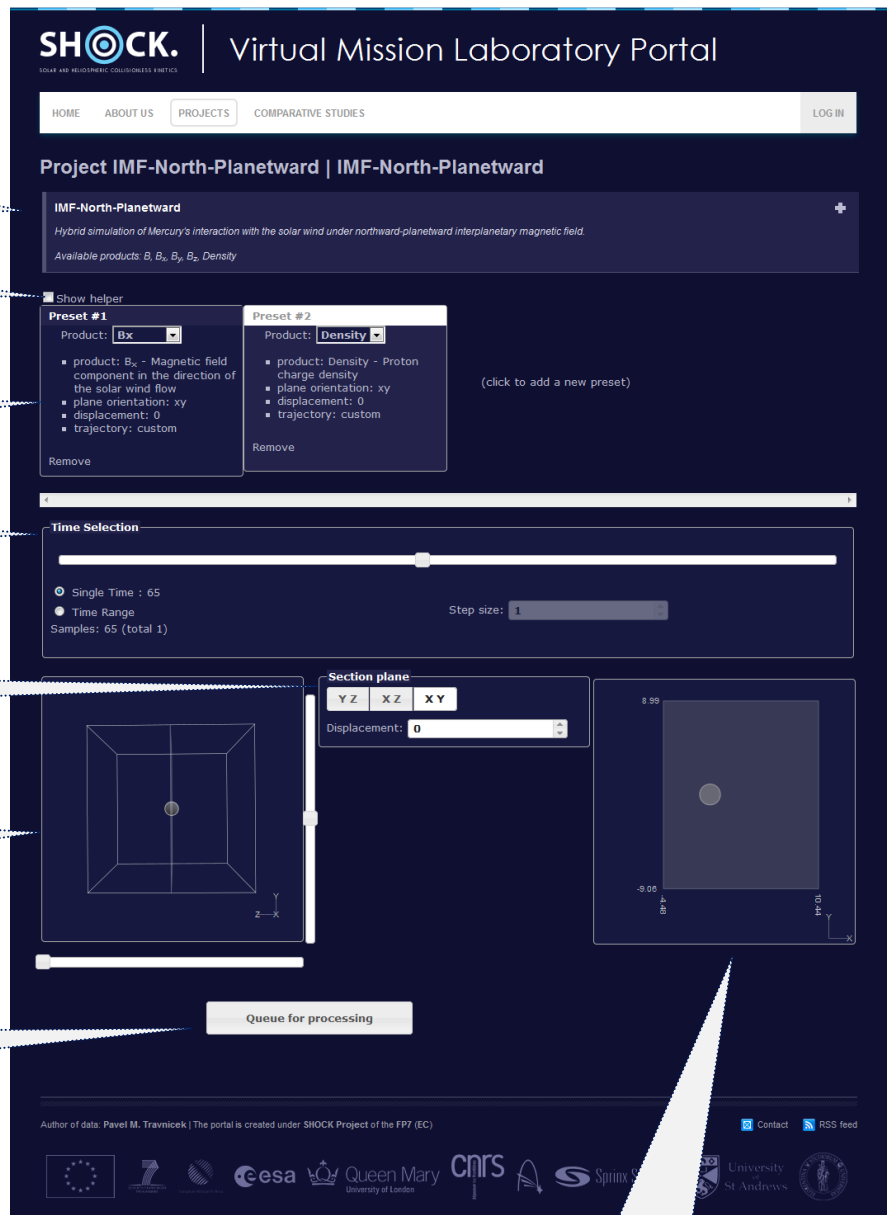 SHOCK.
SOLAR AND HELIOSPHERIC COLLISIONLESS KINETICS
Virtual Mission Laboratory Portal
HOME ABOUT US PROJECTS COMPARATIVE STUDIES LOG IN
Project IMF-North-Planetward | IMF-North-Planetward
IMF-North-Planetward
Hybrid simulation of Mercury's interaction with the solar wind under northward-planetward interplanetary magnetic field.
Available products: B, Bx, By, Bz, Density
Show helper
Preset #1
Product: Bx
product: Bx - Magnetic field
component in the direction of
the solar wind flow
plane orientation: xy
displacement: 0
trajectory: custom
Remove
Preset #2
Product: Density
product: Density - Proton
charge density
plane orientation: xy
displacement: 0
trajectory: custom
Remove
(click to add a new preset)
Time Selection
Single Time : 65
Time Range
Step size: 1
Samples: 65 (total 1)
Section plane
Y Z X Z X Y
Displacement: 0
Y
Z X
8.99
-9.06
-4.48
10.44
Y
X
Queue for processing
Author of data: Pavel M. Travnicek | The portal is created under SHOCK Project of the FP7 (EC)
Contact RSS feed
esa
Queen Mary
University of London
cnrs
Sprinx S
University
of
St Andrews